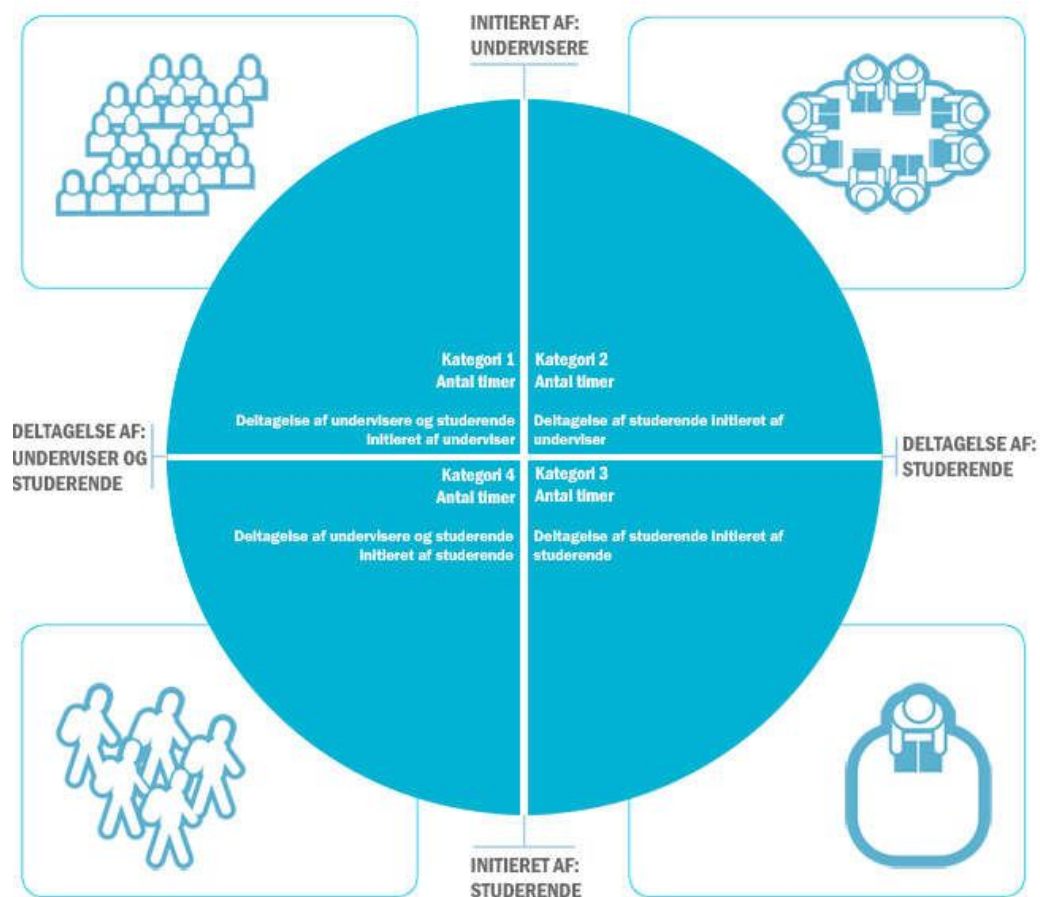 INITIERET AF:
UNDERVISERE
Kategori 1
Antal timer
Deltagelse af undervisere og studerende
initieret af underviser
Kategori 2
Antal timer
Deltagelse af studerende initieret af
underviser
DELTAGELSE AF:
UNDERVISER OG
STUDERENDE
DELTAGELSE AF:
STUDERENDE
Kategori 4
Antal timer
Deltagelse af undervisere og studerende
initieret af studerende
Kategori 3
Antal timer
Deltagelse af studerende initieret af
studerende
INITIERET AF:
STUDERENDE